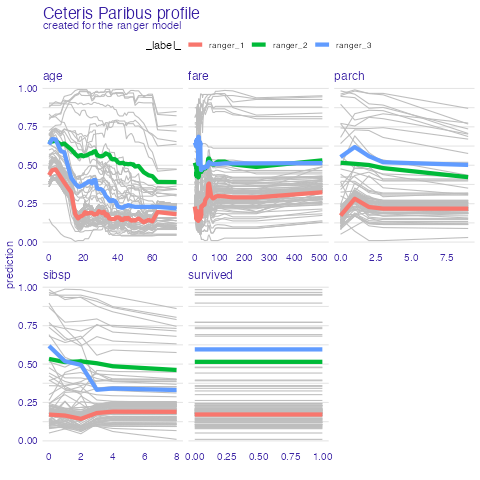 Ceteris Paribus profile
created for the ranger model
_label_ ranger_1 ranger_2 ranger_3
age fare parch
1.00
0.75
0.50
0.25
0.00
0 20 40 60 0 100 200 300 400 500 0.0 2.5 5.0 7.5
prediction
sibsp survived
1.00
0.75
0.50
0.25
0.00
0 2 4 6 8 0.00 0.25 0.50 0.75 1.00